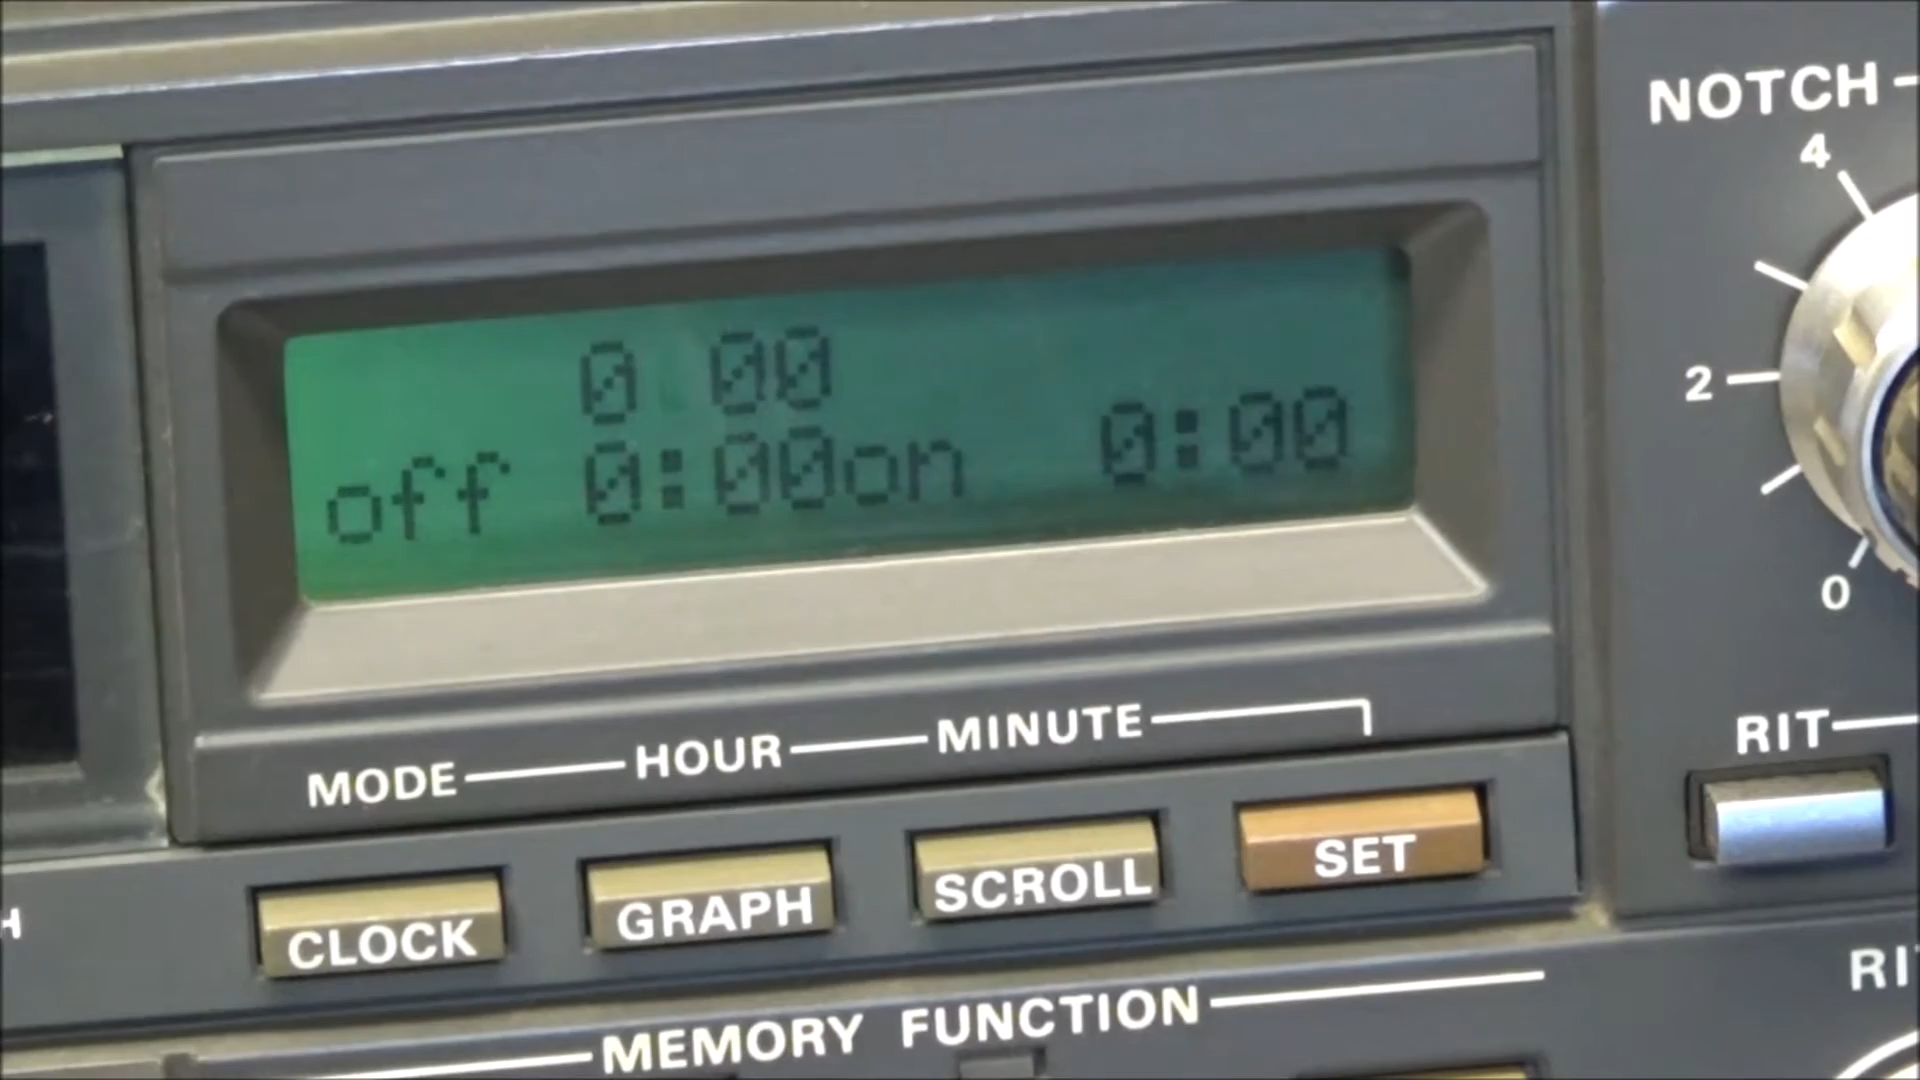 0 00
off 0:00on 0:00
MODE HOUR MINUTE
CLOCK GRAPH SCROLL SET
MEMORY FUNCTION
NOTCH
4
2
0
RIT